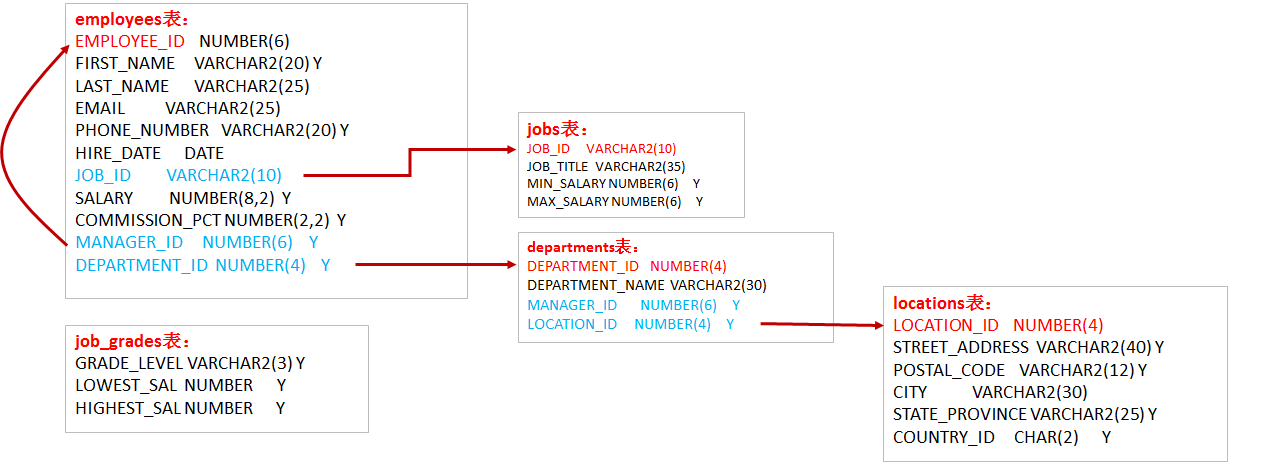 employees表：
EMPLOYEE_ID NUMBER(6)
FIRST_NAME VARCHAR2(20) Y
LAST_NAME VARCHAR2(25)
EMAIL VARCHAR2(25)
PHONE_NUMBER VARCHAR2(20) Y
HIRE_DATE DATE
JOB_ID VARCHAR2(10)
SALARY NUMBER(8,2) Y
COMMISSION_PCT NUMBER(2,2) Y
MANAGER_ID NUMBER(6) Y
DEPARTMENT_ID NUMBER(4) Y
job_grades表：
GRADE_LEVEL VARCHAR2(3) Y
LOWEST_SAL NUMBER Y
HIGHEST_SAL NUMBER Y
jobs表：
JOB_ID VARCHAR2(10)
JOB_TITLE VARCHAR2(35)
MIN_SALARY NUMBER(6) Y
MAX_SALARY NUMBER(6) Y
departments表：
DEPARTMENT_ID NUMBER(4)
DEPARTMENT_NAME VARCHAR2(30)
MANAGER_ID NUMBER(6) Y
LOCATION_ID NUMBER(4) Y
locations表：
LOCATION_ID NUMBER(4)
STREET_ADDRESS VARCHAR2(40) Y
POSTAL_CODE VARCHAR2(12) Y
CITY VARCHAR2(30)
STATE_PROVINCE VARCHAR2(25) Y
COUNTRY_ID CHAR(2) Y